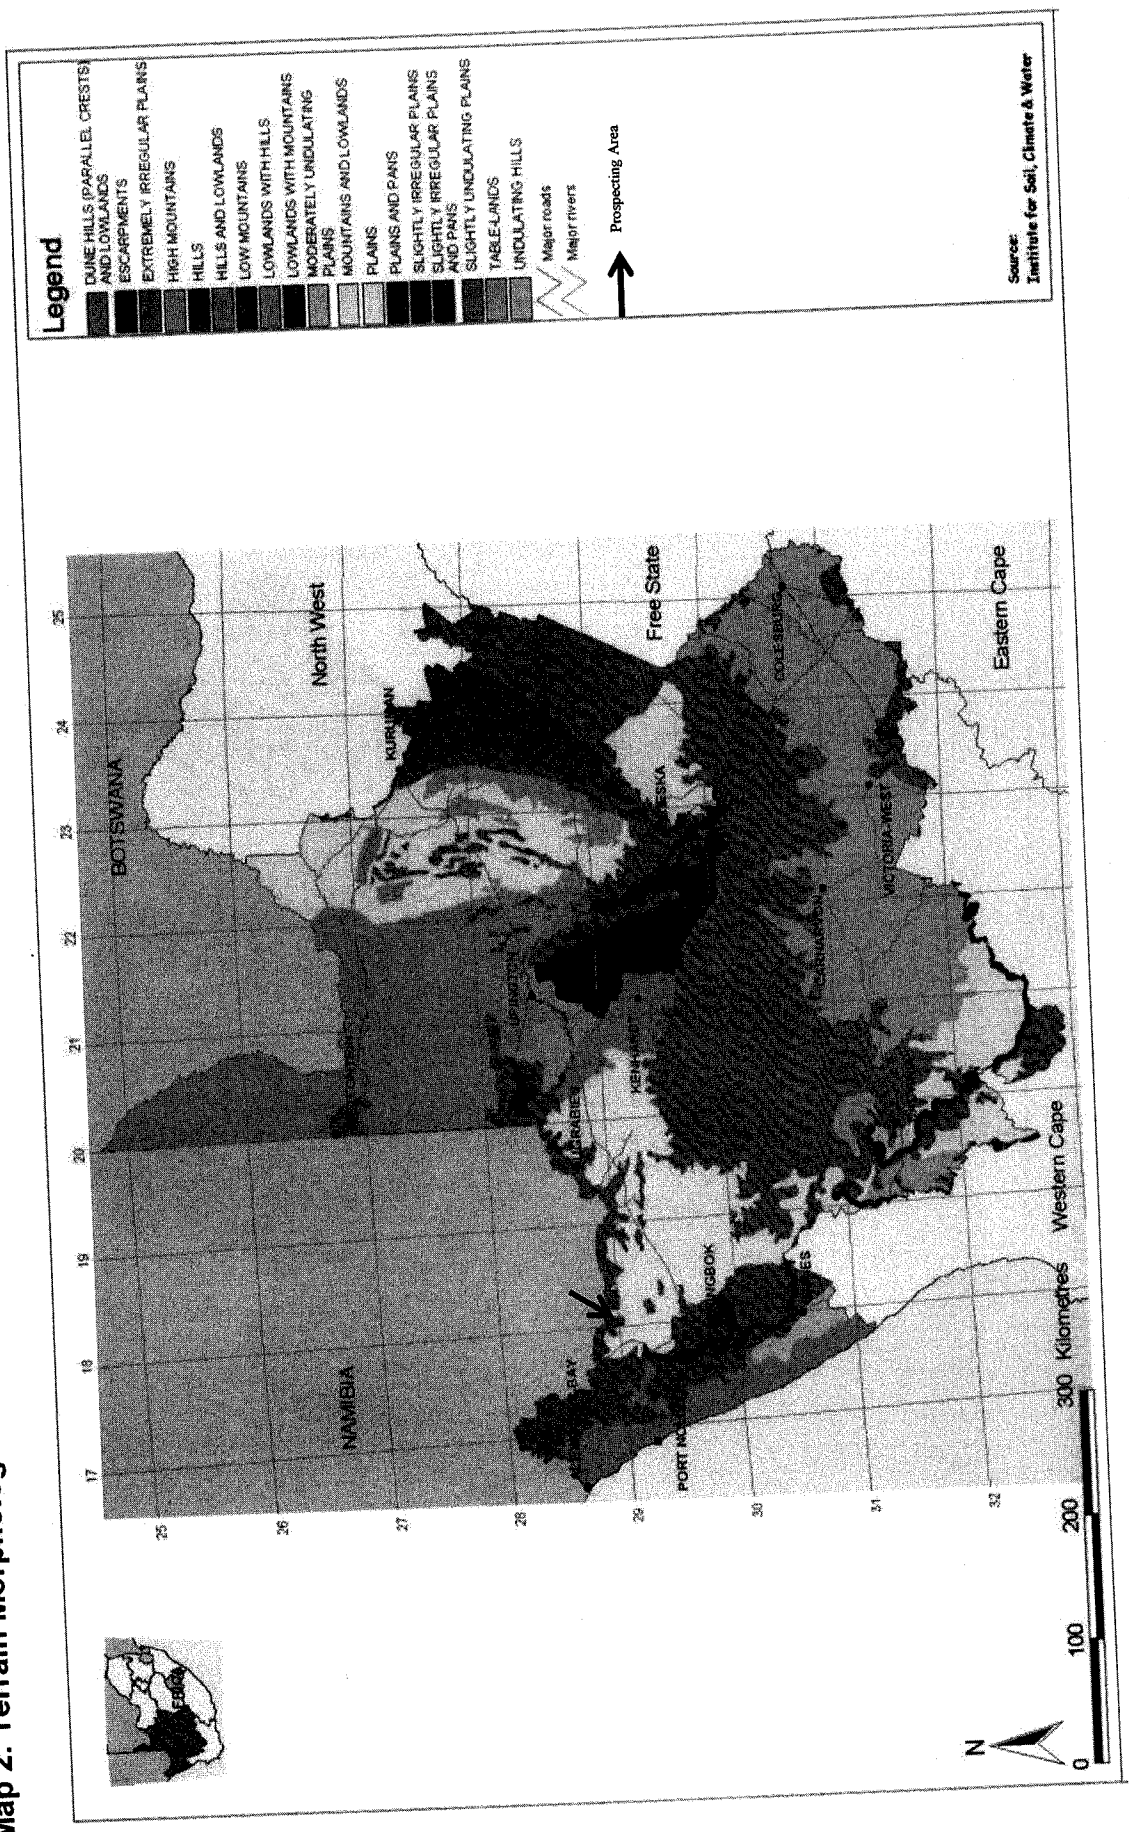 Map 2: Terrain
Legend
DUNE HILLS (PARALLEL CRESTS)
AND LOWLANDS
ESCARPMENTS
EXTREMELY IRREGULAR PLAINS
HIGH MOUNTAINS
HILLS
HILLS AND LOWLANDS
LOW MOUNTAINS
LOWLANDS WITH HILLS
LOWLANDS WITH MOUNTAINS
MODERATELY UNDULATING
PLAINS
MOUNTAINS AND LOWLANDS
PLAINS
PLAINS AND PANS
SLIGHTLY IRREGULAR PLAINS
SLIGHTLY IRREGULAR PLAINS
AND PANS
SLIGHTLY UNDULATING PLAINS
TABLE-LANDS
UNDULATING HILLS
Major roads
Major rivers
Prospecting Area
Source:
Institute for Soil, Climate & Water
17
18
19
20
21
22
23
24
25
25
26
27
28
29
30
31
32
BOTSWANA
NAMIBIA
North West
Free State
Eastern Cape
Western Cape
KURUMAN
UPINGTON
COLESBURG
VICTORIA-WEST
CARNARVON
BAY
N
0
100
200
300 Kilometres